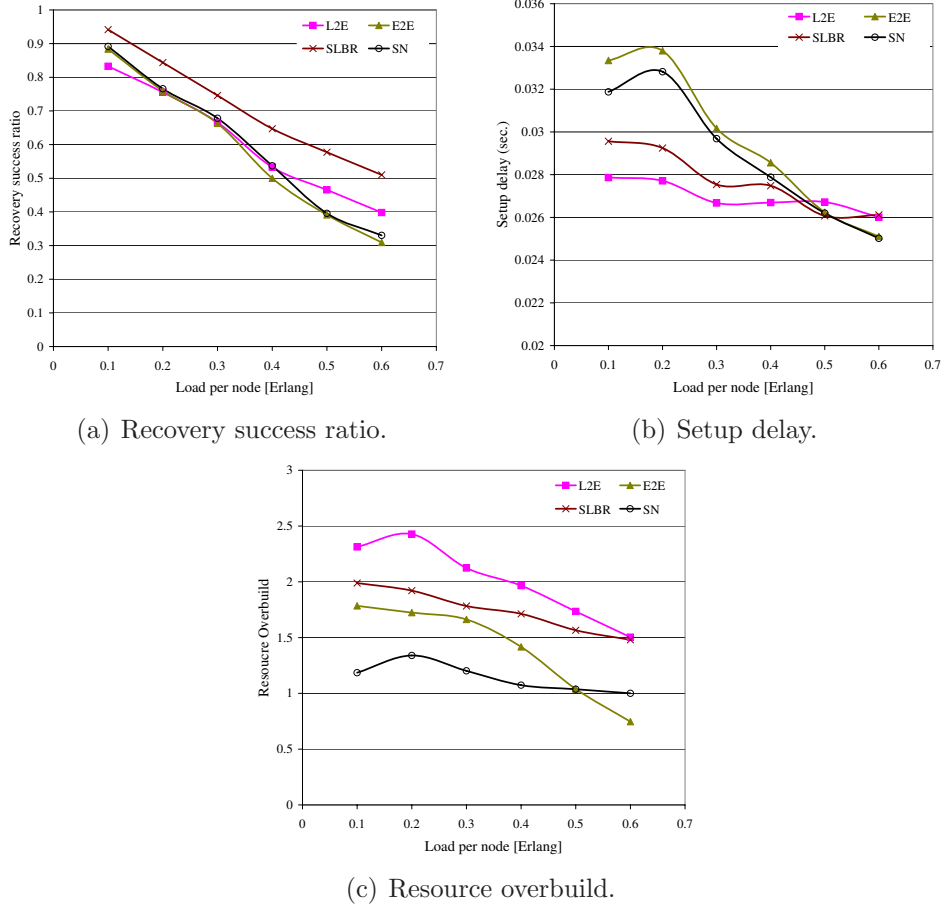 1
0.9
0.8
0.7
0.6
0.5
0.4
0.3
0.2
0.1
0
Recovery success ratio
L2E E2E
SLBR SN
0 0.1 0.2 0.3 0.4 0.5 0.6 0.7
Load per node [Erlang]
(a) Recovery success ratio.
0.036
0.034
0.032
0.03
0.028
0.026
0.024
0.022
0.02
Setup delay (sec.)
L2E E2E
SLBR SN
0 0.1 0.2 0.3 0.4 0.5 0.6 0.7
Load per node [Erlang]
(b) Setup delay.
3
2.5
2
1.5
1
0.5
0
Resoucre Overbuild
L2E E2E
SLBR SN
0 0.1 0.2 0.3 0.4 0.5 0.6 0.7
Load per node [Erlang]
(c) Resource overbuild.